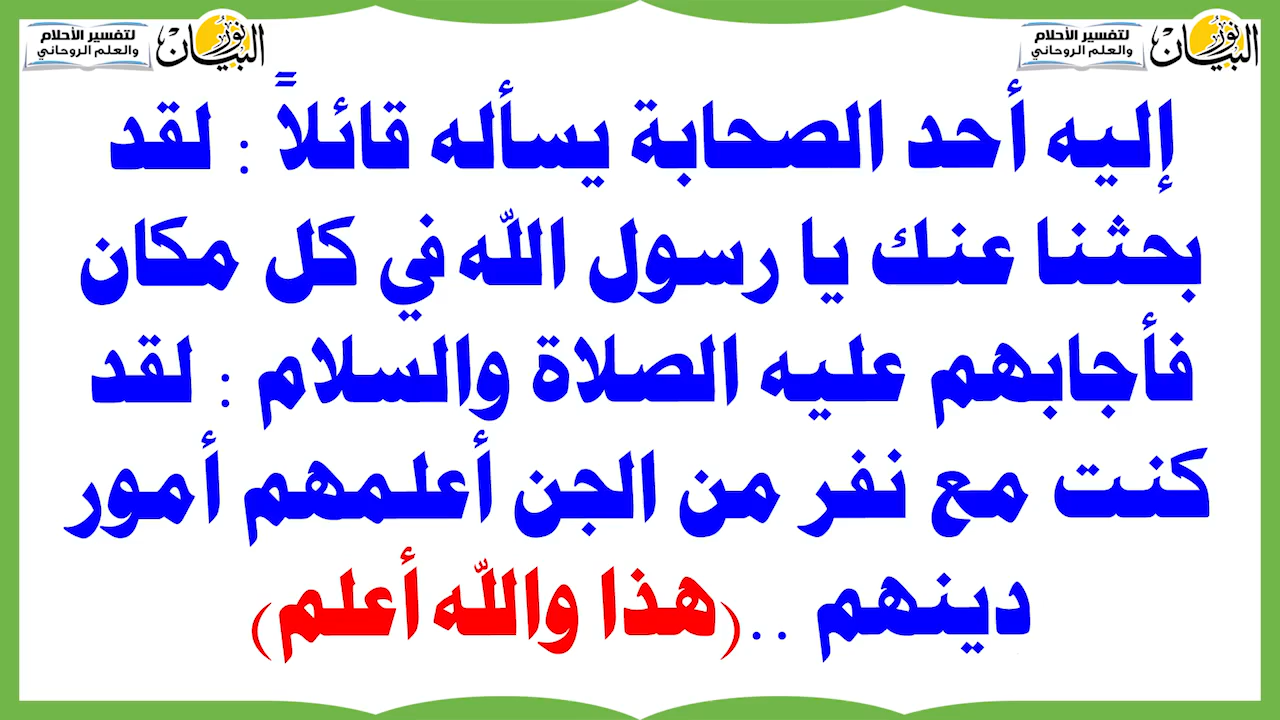 نور البيان
لتفسير الأحلام
والعلم الروحاني
نور البيان
لتفسير الأحلام
والعلم الروحاني
إليه أحد الصحابة يسأله قائلاً : لقد
بحثنا عنك يا رسول الله في كل مكان
فأجابهم عليه الصلاة والسلام : لقد
كنت مع نفر من الجن أعلمهم أمور
دينهم ..(هذا والله أعلم)